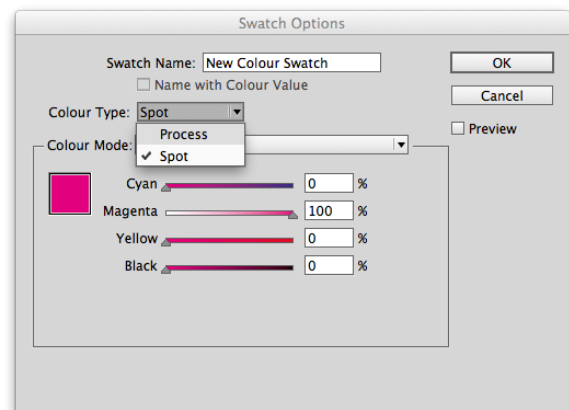 Swatch Options
Swatch Name: New Colour Swatch
OK
Name with Colour Value
Cancel
Colour Type: Spot
Preview
Process
Colour Mode:
Spot
Cyan 0 %
Magenta 100 %
Yellow 0 %
Black 0 %